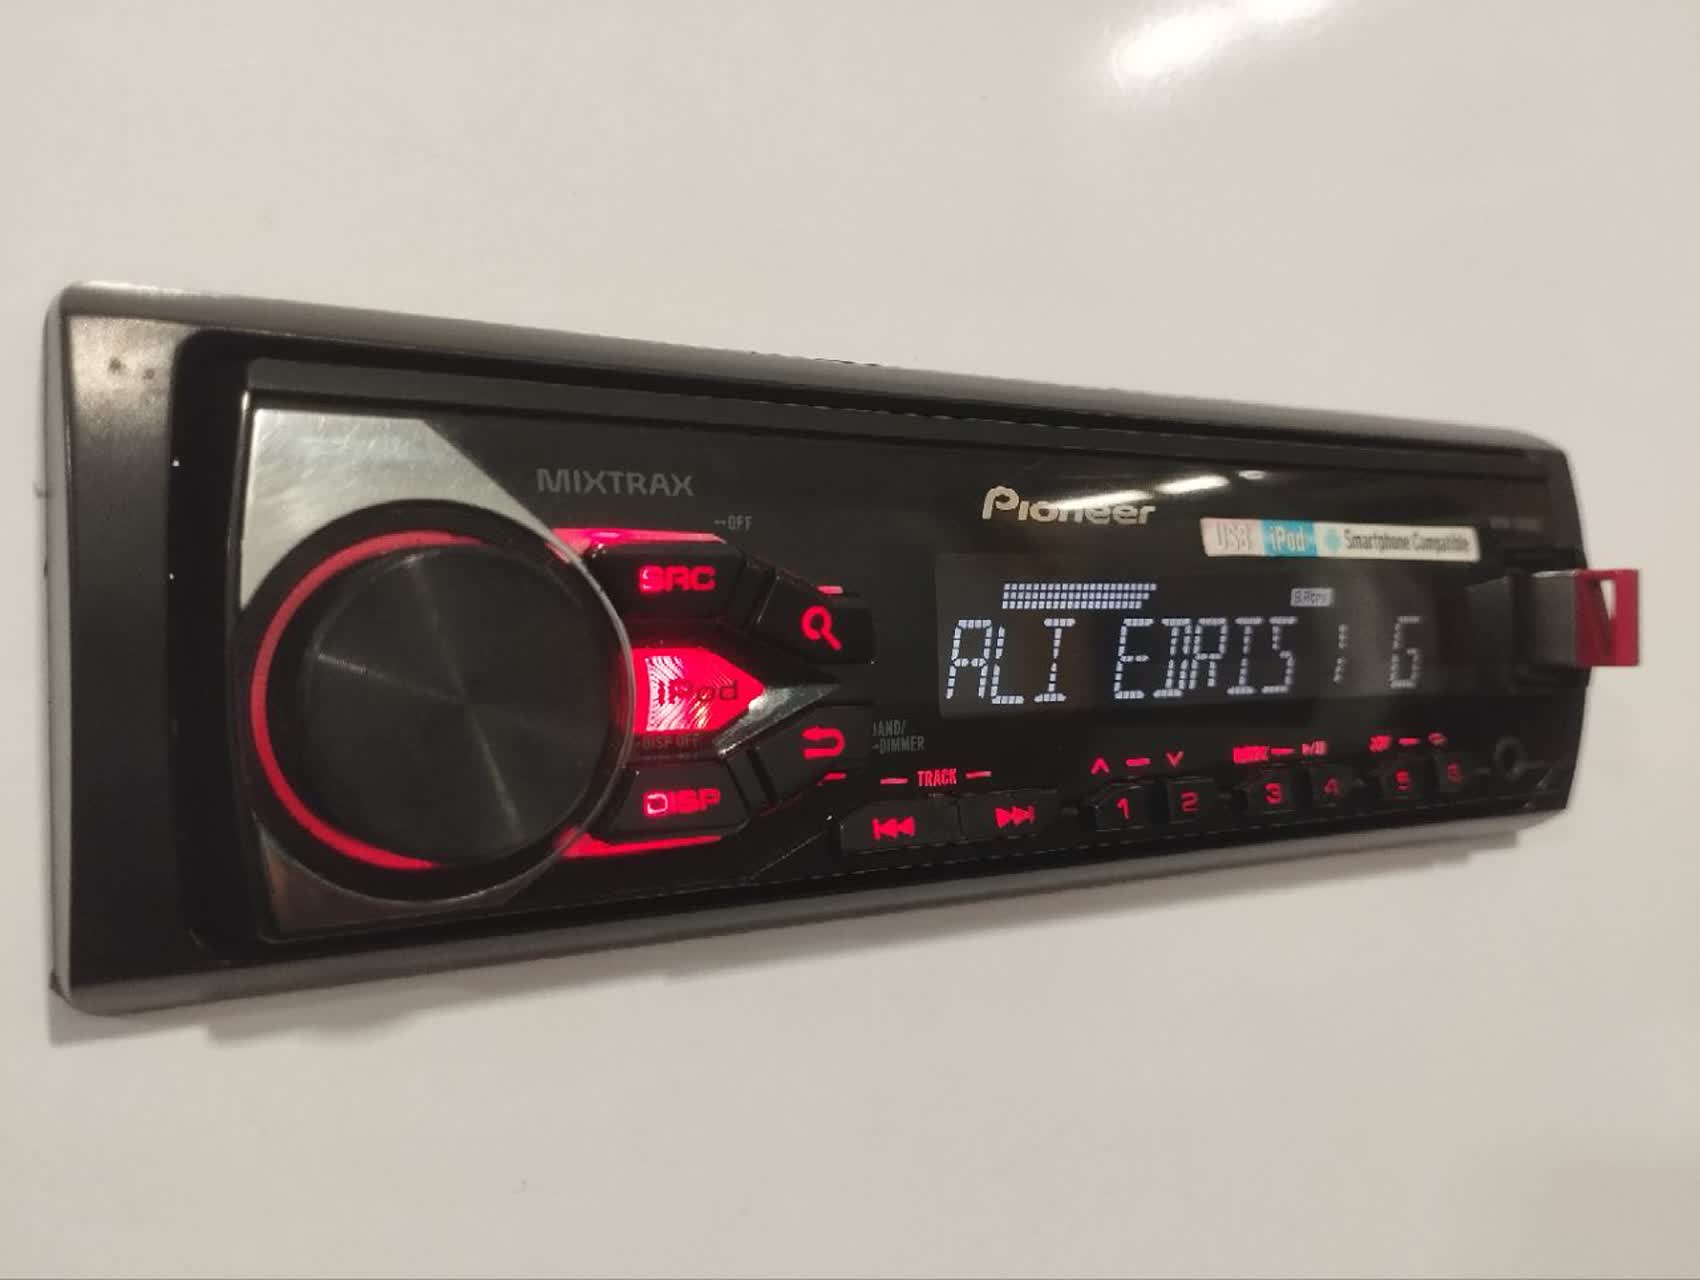 MIXTRAX
OFF
Pioneer
USB iPod Smartphone Compatible
SRC
S.Rtrv
ALI EDRIS : G
iPod
DISP OFF
BAND/
DIMMER
DISP
TRACK
1 2 3 4 5 6